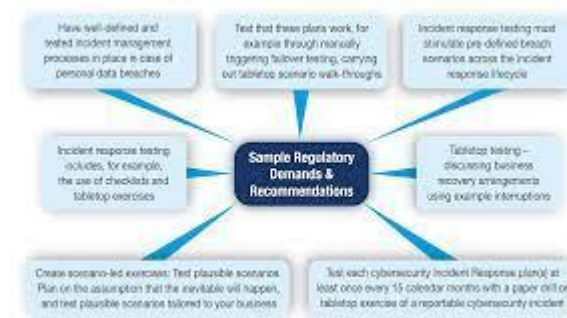 Have well-defined and
tested incident management
processes in place in case of
personal data breaches
Test that these plans work, for
example through manually
triggering failover testing, carrying
out tabletop scenario walk-throughs
Incident response testing must
stimulate pre-defined breach
scenarios across the incident
response lifecycle
Incident response testing
includes, for example,
the use of checklists and
tabletop exercises
Sample Regulatory
Demands &
Recommendations
Tabletop testing –
discussing business
recovery arrangements
using example interruptions
Create scenario-led exercises: Test plausible scenarios.
Plan on the assumption that the inevitable will happen,
and test plausible scenarios tailored to your business
Test each cybersecurity Incident Response plan(s) at
least once every 15 calendar months with a paper drill or
tabletop exercise of a reportable cybersecurity incident